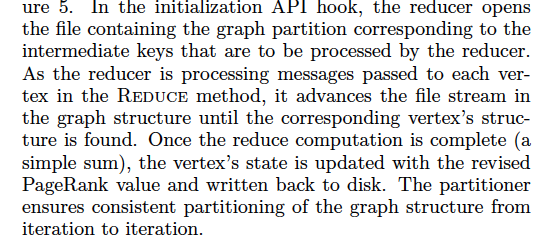 ure 5. In the initialization API hook, the reducer opens
the file containing the graph partition corresponding to the
intermediate keys that are to be processed by the reducer.
As the reducer is processing messages passed to each ver-
tex in the REDUCE method, it advances the file stream in
the graph structure until the corresponding vertex's struc-
ture is found. Once the reduce computation is complete (a
simple sum), the vertex's state is updated with the revised
PageRank value and written back to disk. The partitioner
ensures consistent partitioning of the graph structure from
iteration to iteration.